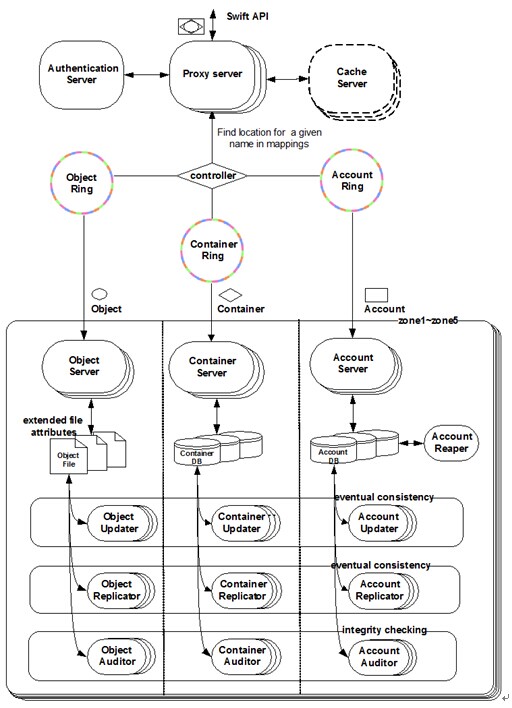 Swift API
Authentication
Server
Proxy server
Cache
Server
Find location for a given
name in mappings
Object
Ring
controller
Account
Ring
Container
Ring
Object
Container
Account
zone1~zone5
Object
Server
Container
Server
Account
Server
extended file
attributes
Object
File
Container
DB
Account
DB
Account
Reaper
eventual consistency
Object
Updater
Container
Updater
Account
Updater
eventual consistency
Object
Replicator
Container
Replicator
Account
Replicator
integrity checking
Object
Auditor
Container
Auditor
Account
Auditor